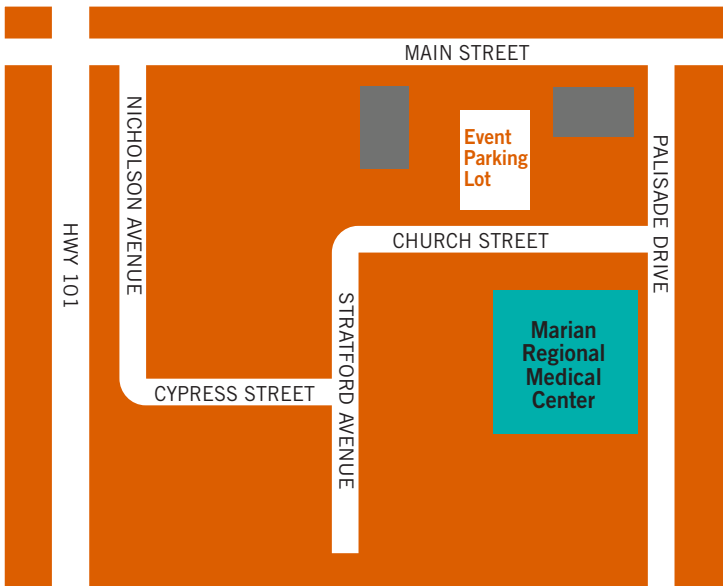 MAIN STREET
NICHOLSON AVENUE
Event
Parking
Lot
PALISADE DRIVE
HWY 101
CHURCH STREET
STRATFORD AVENUE
Marian
Regional
Medical
Center
CYPRESS STREET